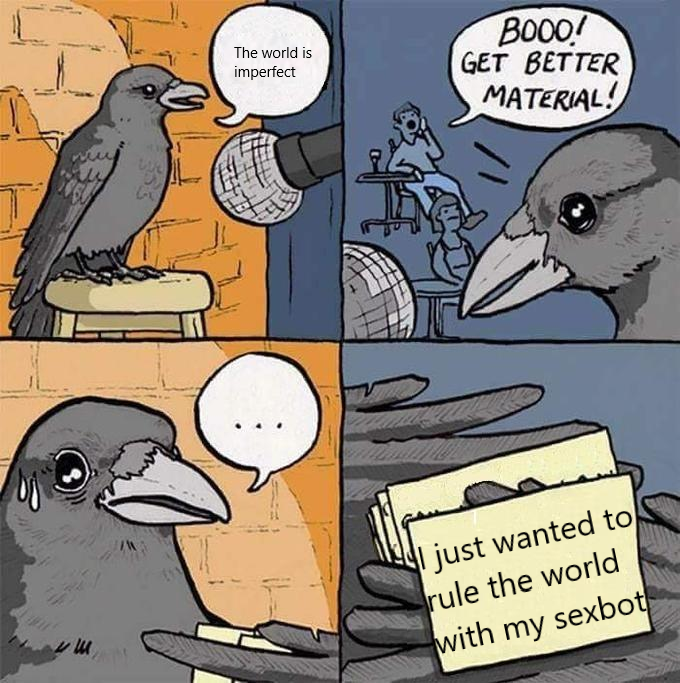 The world is
imperfect
BOOO!
GET BETTER
MATERIAL!
...
I just wanted to
rule the world
with my sexbot